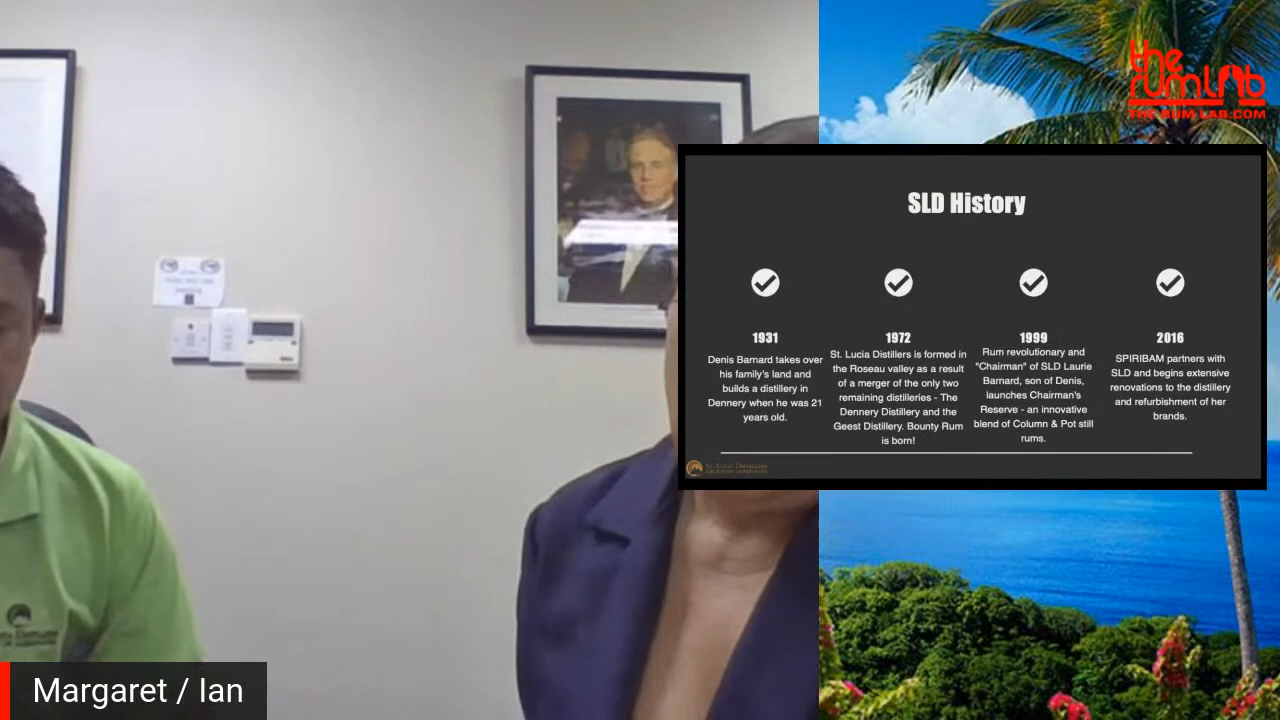 the
rum lab
THE RUM LAB.COM
SLD History
1931
Denis Barnard takes over
his family's land and
builds a distillery in
Dennery when he was 21
years old.
1972
St. Lucia Distillers is formed in
the Roseau valley as a result
of a merger of the only two
remaining distilleries - The
Dennery Distillery and the
Geest Distillery. Bounty Rum
is born!
1999
Rum revolutionary and
"Chairman" of SLD Laurie
Barnard, son of Denis,
launches Chairman's
Reserve - an innovative
blend of Column & Pot still
rums.
2016
SPIRIBAM partners with
SLD and begins extensive
renovations to the distillery
and refurbishment of her
brands.
St. Lucia Distillers
Margaret / Ian